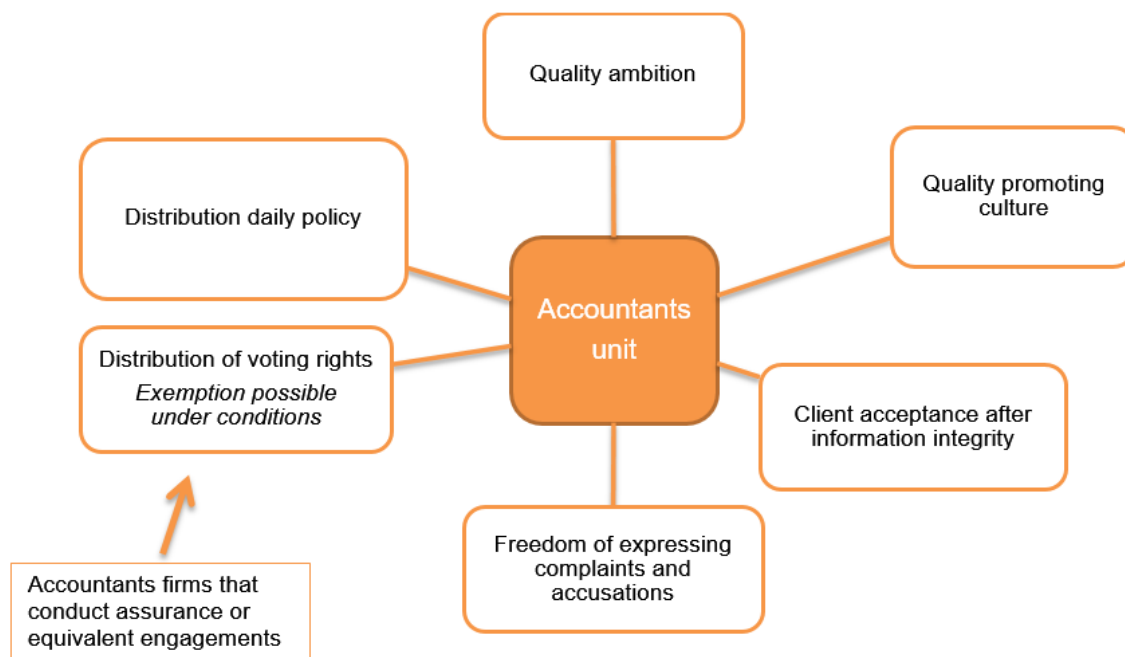 Quality ambition
Quality promoting
culture
Distribution daily policy
Accountants
unit
Distribution of voting rights
Exemption possible
under conditions
Client acceptance after
information integrity
Freedom of expressing
complaints and
accusations
Accountants firms that
conduct assurance or
equivalent engagements